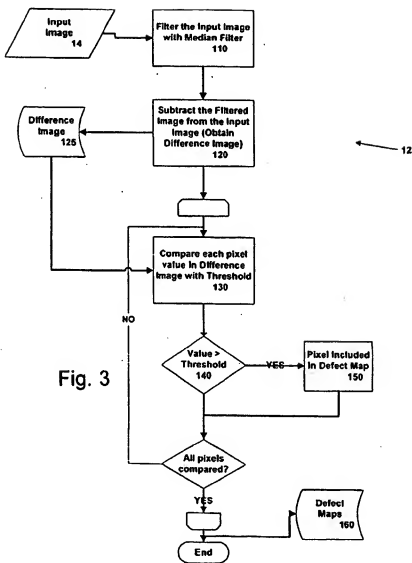 Input
Image
14
Filter the Input Image
with Median Filter
110
Difference
Image
125
Subtract the Filtered
Image from the Input
Image (Obtain
Difference Image)
120
12
Compare each pixel
value in Difference
Image with Threshold
130
NO
Value >
Threshold
140
YES
Pixel Included
In Defect Map
150
Fig. 3
All pixels
compared?
YES
Defect
Maps
160
End